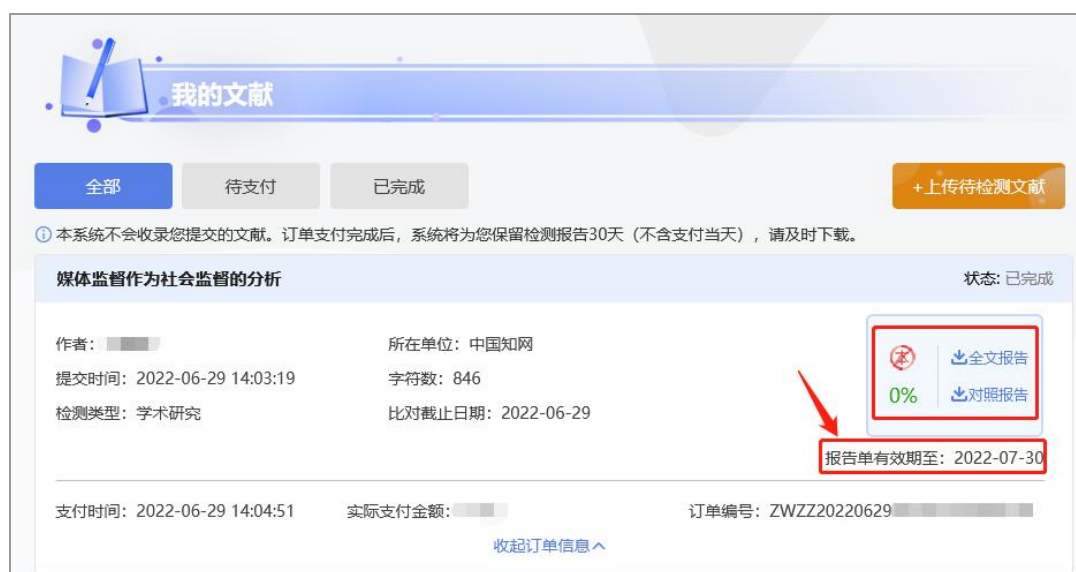 我的文献
全部 待支付 已完成 +上传待检测文献
本系统不会收录您提交的文献。订单支付完成后，系统将为您保留检测报告30天（不含支付当天），请及时下载。
媒体监督作为社会监督的分析 状态: 已完成
作者： 所在单位：中国知网
提交时间：2022-06-29 14:03:19 字符数：846
检测类型：学术研究 比对截止日期：2022-06-29
本 全文报告
0% 对照报告
报告单有效期至：2022-07-30
支付时间：2022-06-29 14:04:51 实际支付金额： 订单编号：ZWZZ20220629
收起订单信息